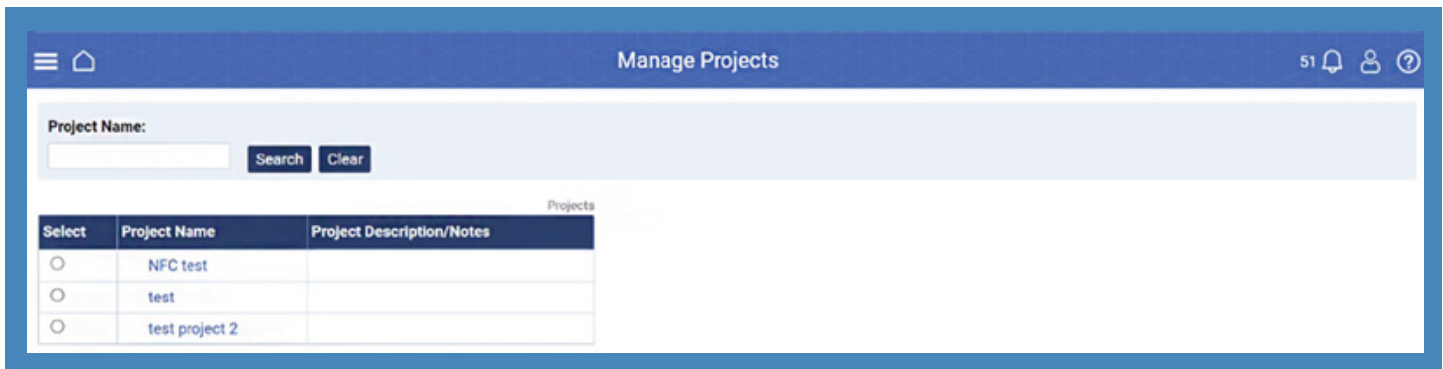 Manage Projects
51
Project Name:
Search Clear
Projects
Select Project Name Project Description/Notes
NFC test
test
test project 2